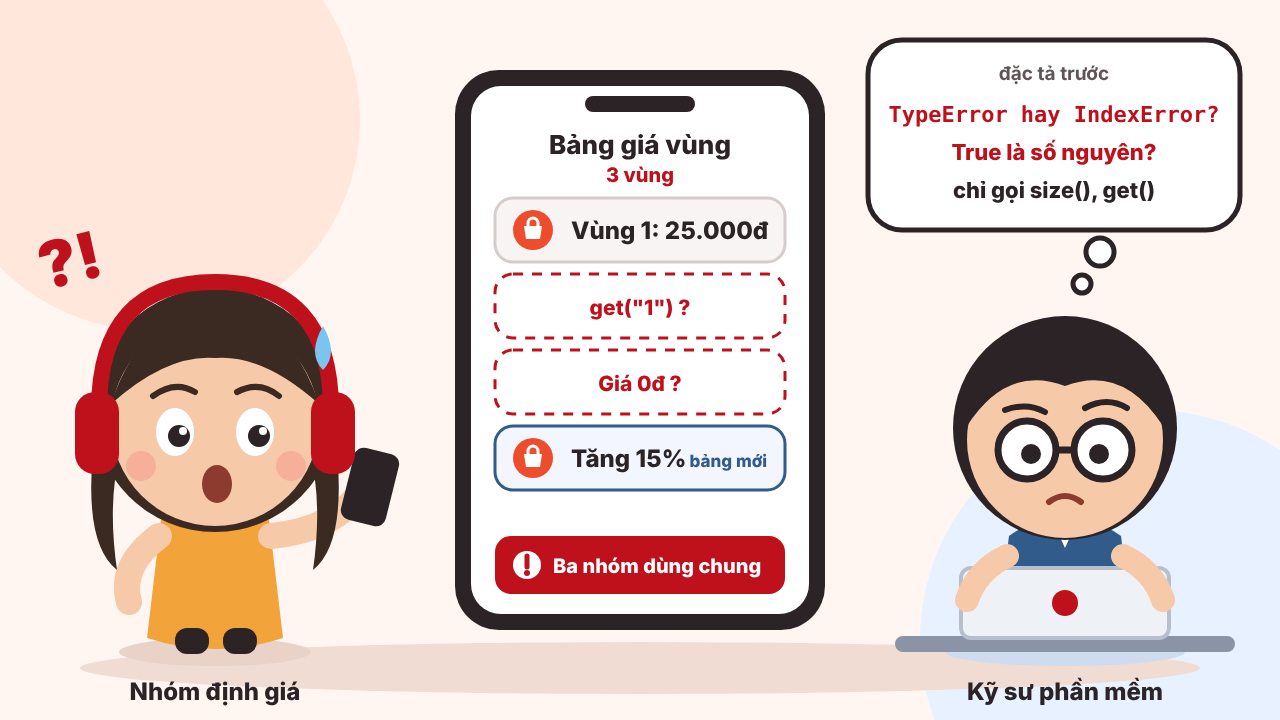 đặc tả trước
TypeError hay IndexError?
True là số nguyên?
chỉ gọi size(), get()
?!
Bảng giá vùng
3 vùng
Vùng 1: 25.000đ
get("1") ?
Giá 0đ ?
Tăng 15% bảng mới
Ba nhóm dùng chung
Nhóm định giá
Kỹ sư phần mềm